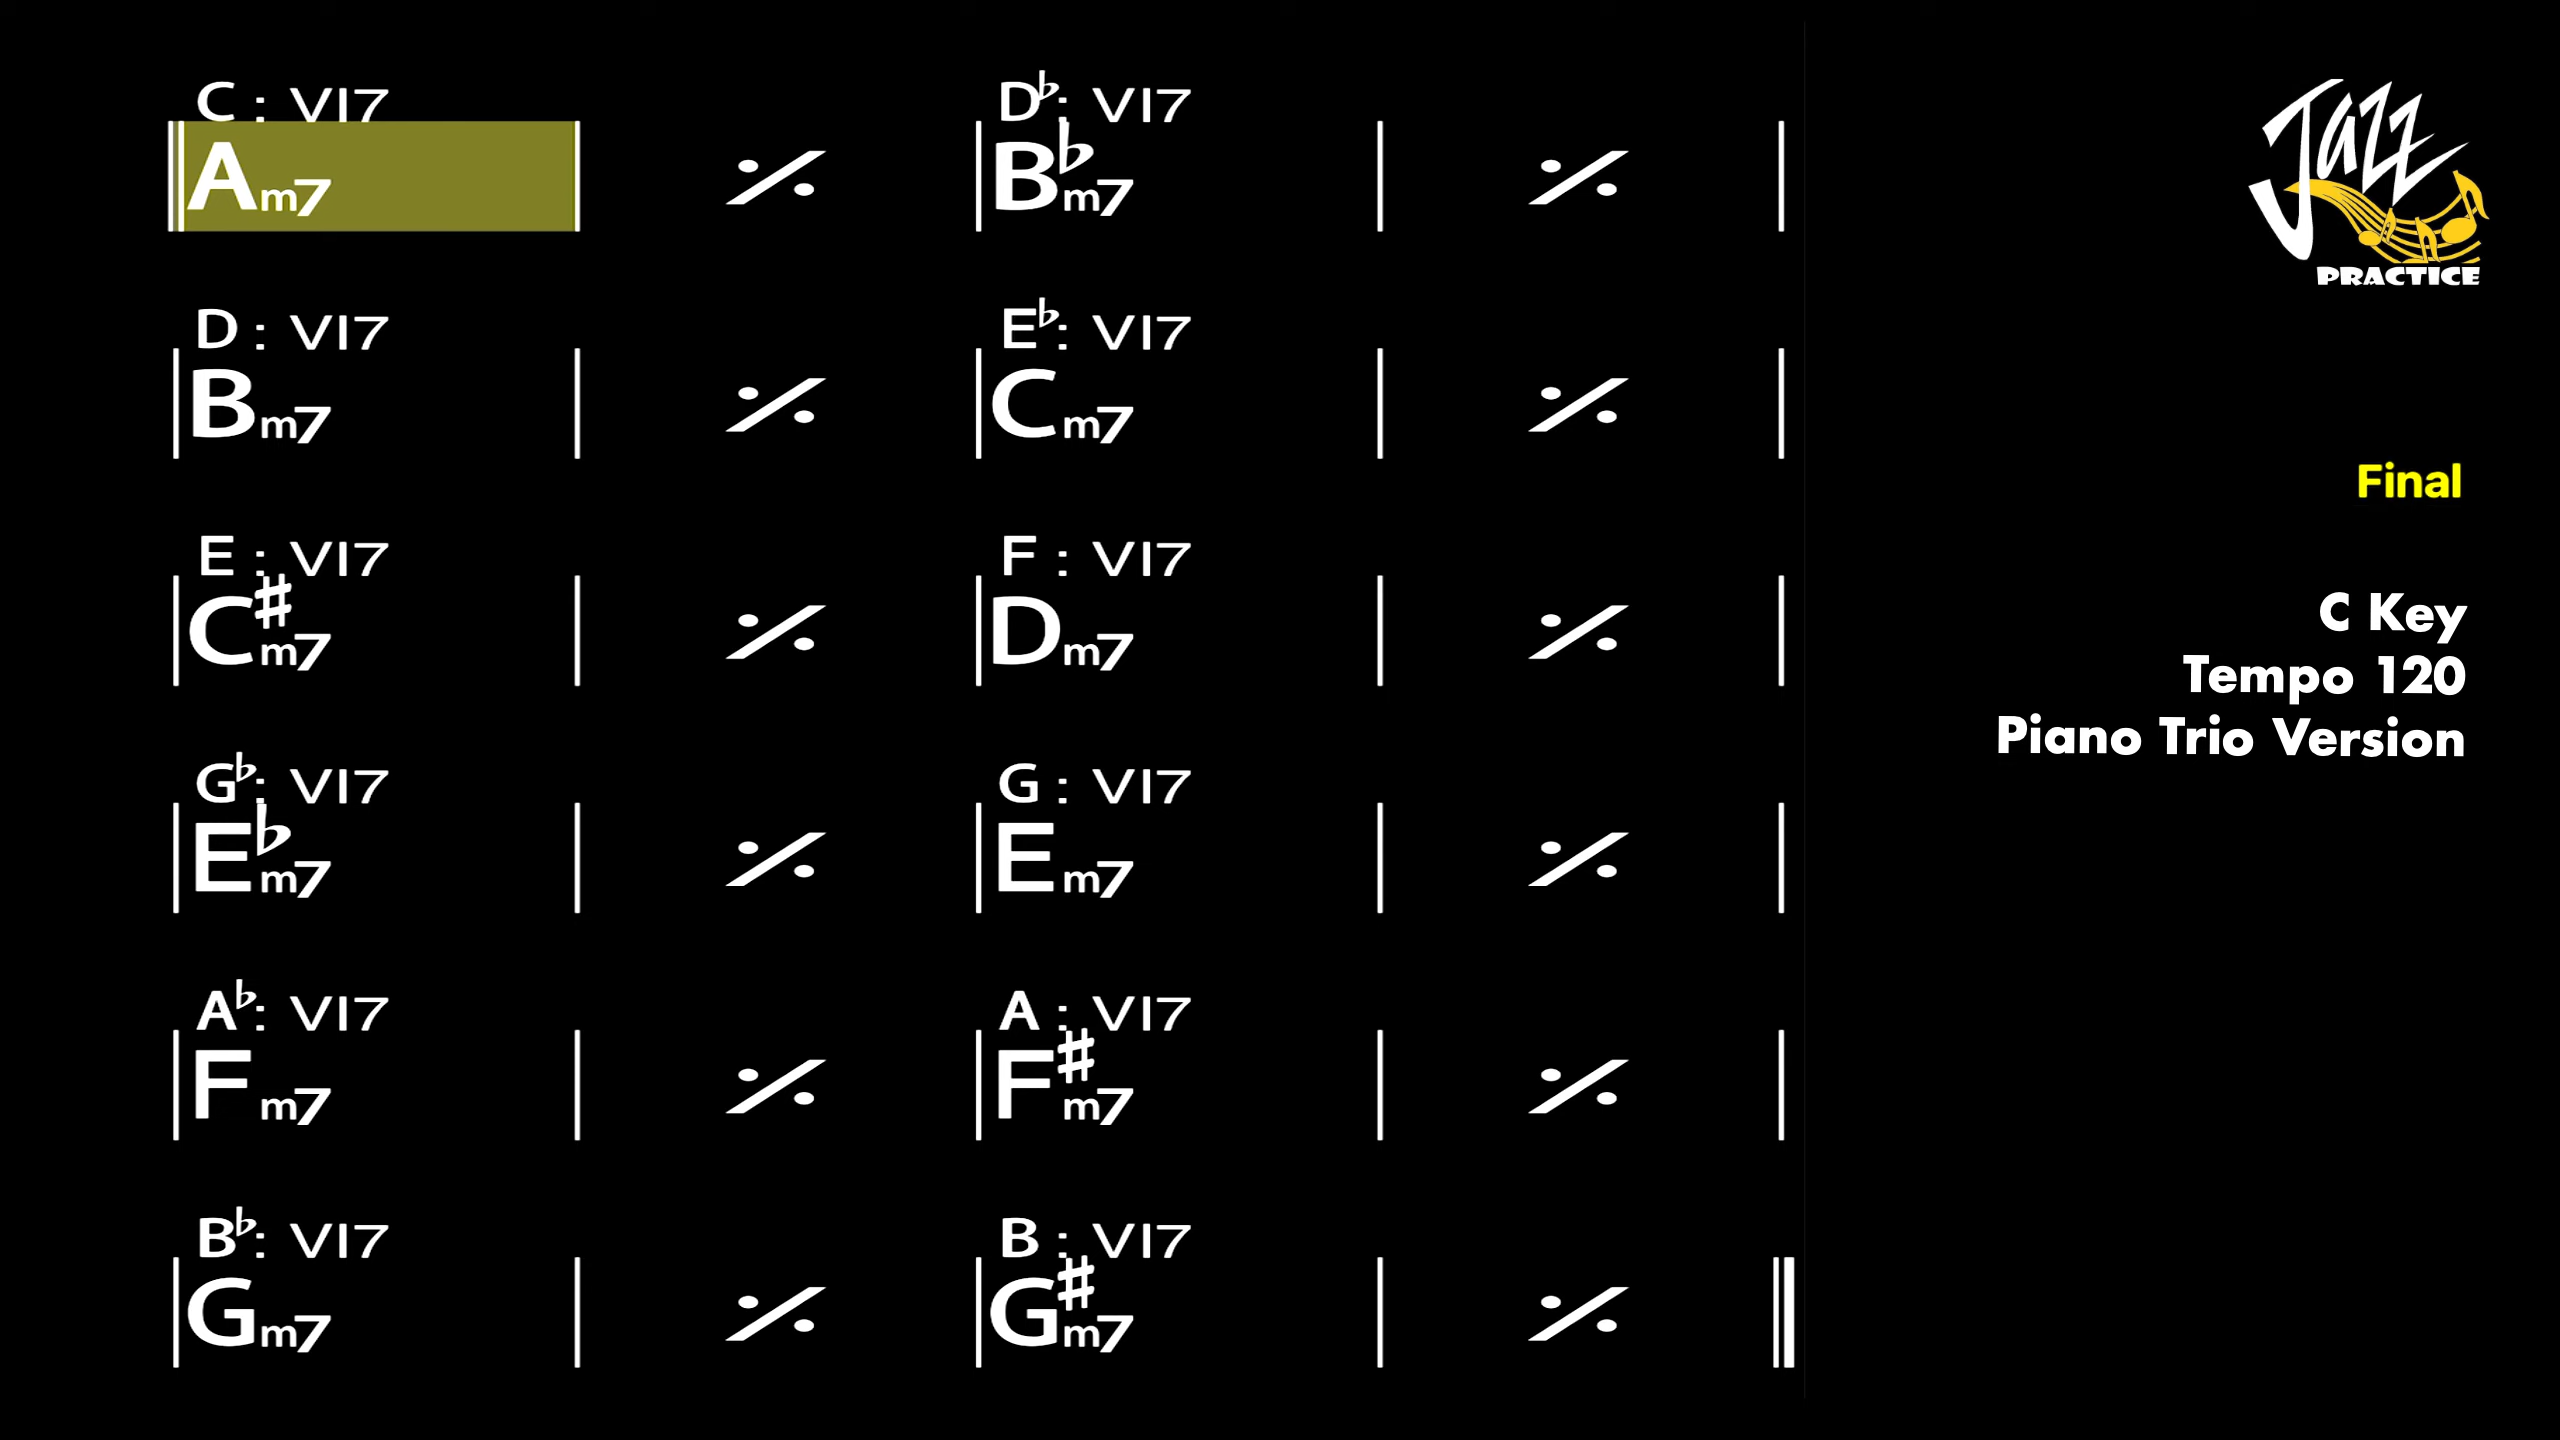 C : VI7 D♭: VI7
Am7 % B♭m7 %
D : VI7 E♭: VI7
Bm7 % Cm7 %
E : VI7 F : VI7
C♯m7 % Dm7 %
G♭: VI7 G : VI7
E♭m7 % Em7 %
A♭: VI7 A : VI7
Fm7 % F♯m7 %
B♭: VI7 B : VI7
Gm7 % G♯m7 %
Jazz
PRACTICE
Final
C Key
Tempo 120
Piano Trio Version